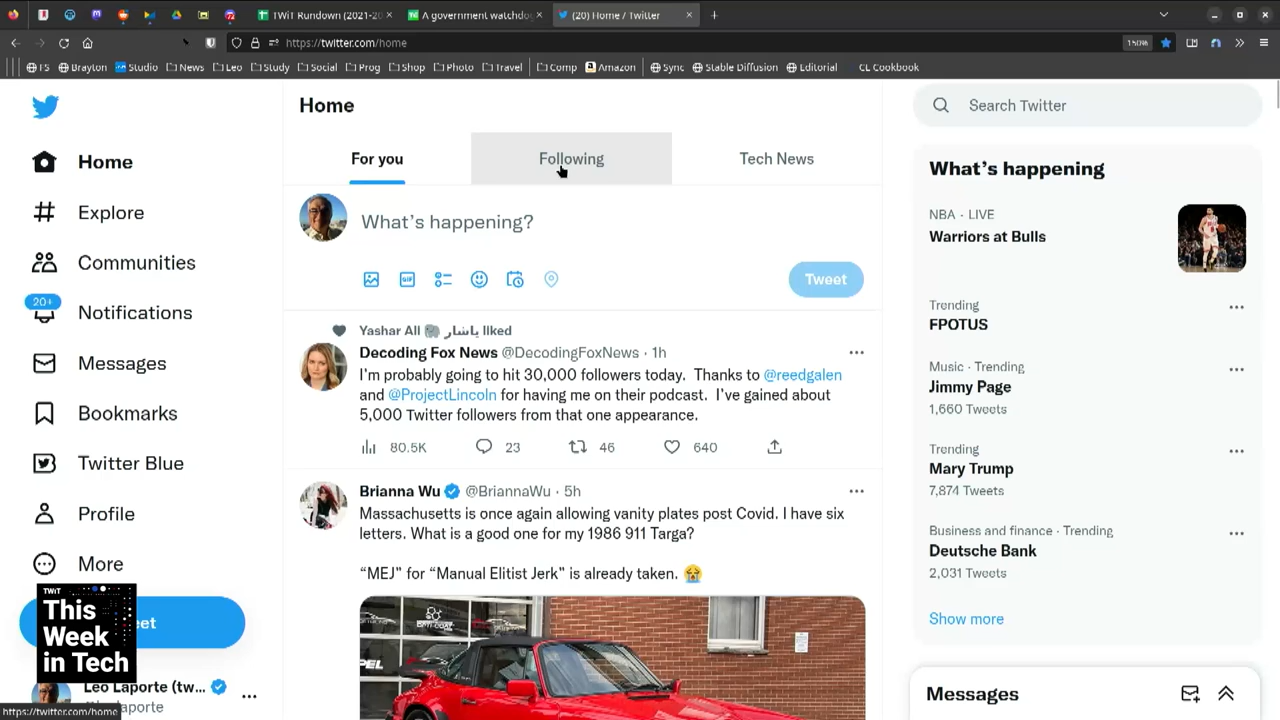 TWiT Rundown (2021-2
A government watchdo
(20) Home / Twitter
https://twitter.com/home
150%
FS
Brayton
Studio
News
Leo
Study
Social
Prog
Shop
Photo
Travel
Comp
Amazon
Sync
Stable Diffusion
Editorial
CL Cookbook
Home
Explore
Communities
20+
Notifications
Messages
Bookmarks
Twitter Blue
Profile
More
TWiT
This
Week
in Tech
eet
Leo Laporte (tw...
laporte
https://twitter.com/home
Home
For you
Following
Tech News
What's happening?
GIF
Tweet
Yashar Ali 🐘 یاشار liked
Decoding Fox News @DecodingFoxNews · 1h
I'm probably going to hit 30,000 followers today. Thanks to @reedgalen
and @ProjectLincoln for having me on their podcast. I've gained about
5,000 Twitter followers from that one appearance.
80.5K 23 46 640
Brianna Wu @BriannaWu · 5h
Massachusetts is once again allowing vanity plates post Covid. I have six
letters. What is a good one for my 1986 911 Targa?
"MEJ" for "Manual Elitist Jerk" is already taken. 😭
Search Twitter
What's happening
NBA · LIVE
Warriors at Bulls
Trending
FPOTUS
Music · Trending
Jimmy Page
1,660 Tweets
Trending
Mary Trump
7,874 Tweets
Business and finance · Trending
Deutsche Bank
2,031 Tweets
Show more
Messages